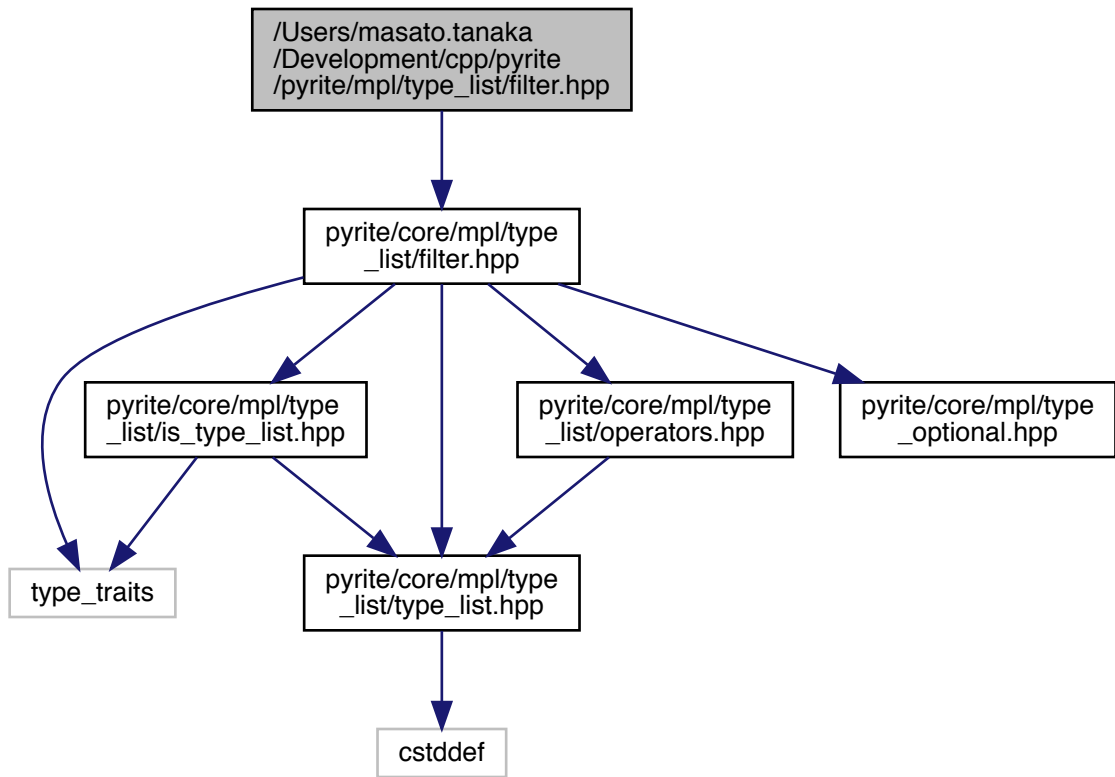 /Users/masato.tanaka
/Development/cpp/pyrite
/pyrite/mpl/type_list/filter.hpp
pyrite/core/mpl/type
_list/filter.hpp
pyrite/core/mpl/type
_list/is_type_list.hpp
pyrite/core/mpl/type
_list/operators.hpp
pyrite/core/mpl/type
_optional.hpp
type_traits
pyrite/core/mpl/type
_list/type_list.hpp
cstddef